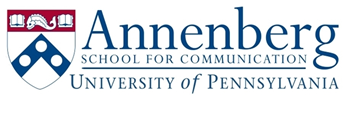 Annenberg
SCHOOL FOR COMMUNICATION
UNIVERSITY of PENNSYLVANIA